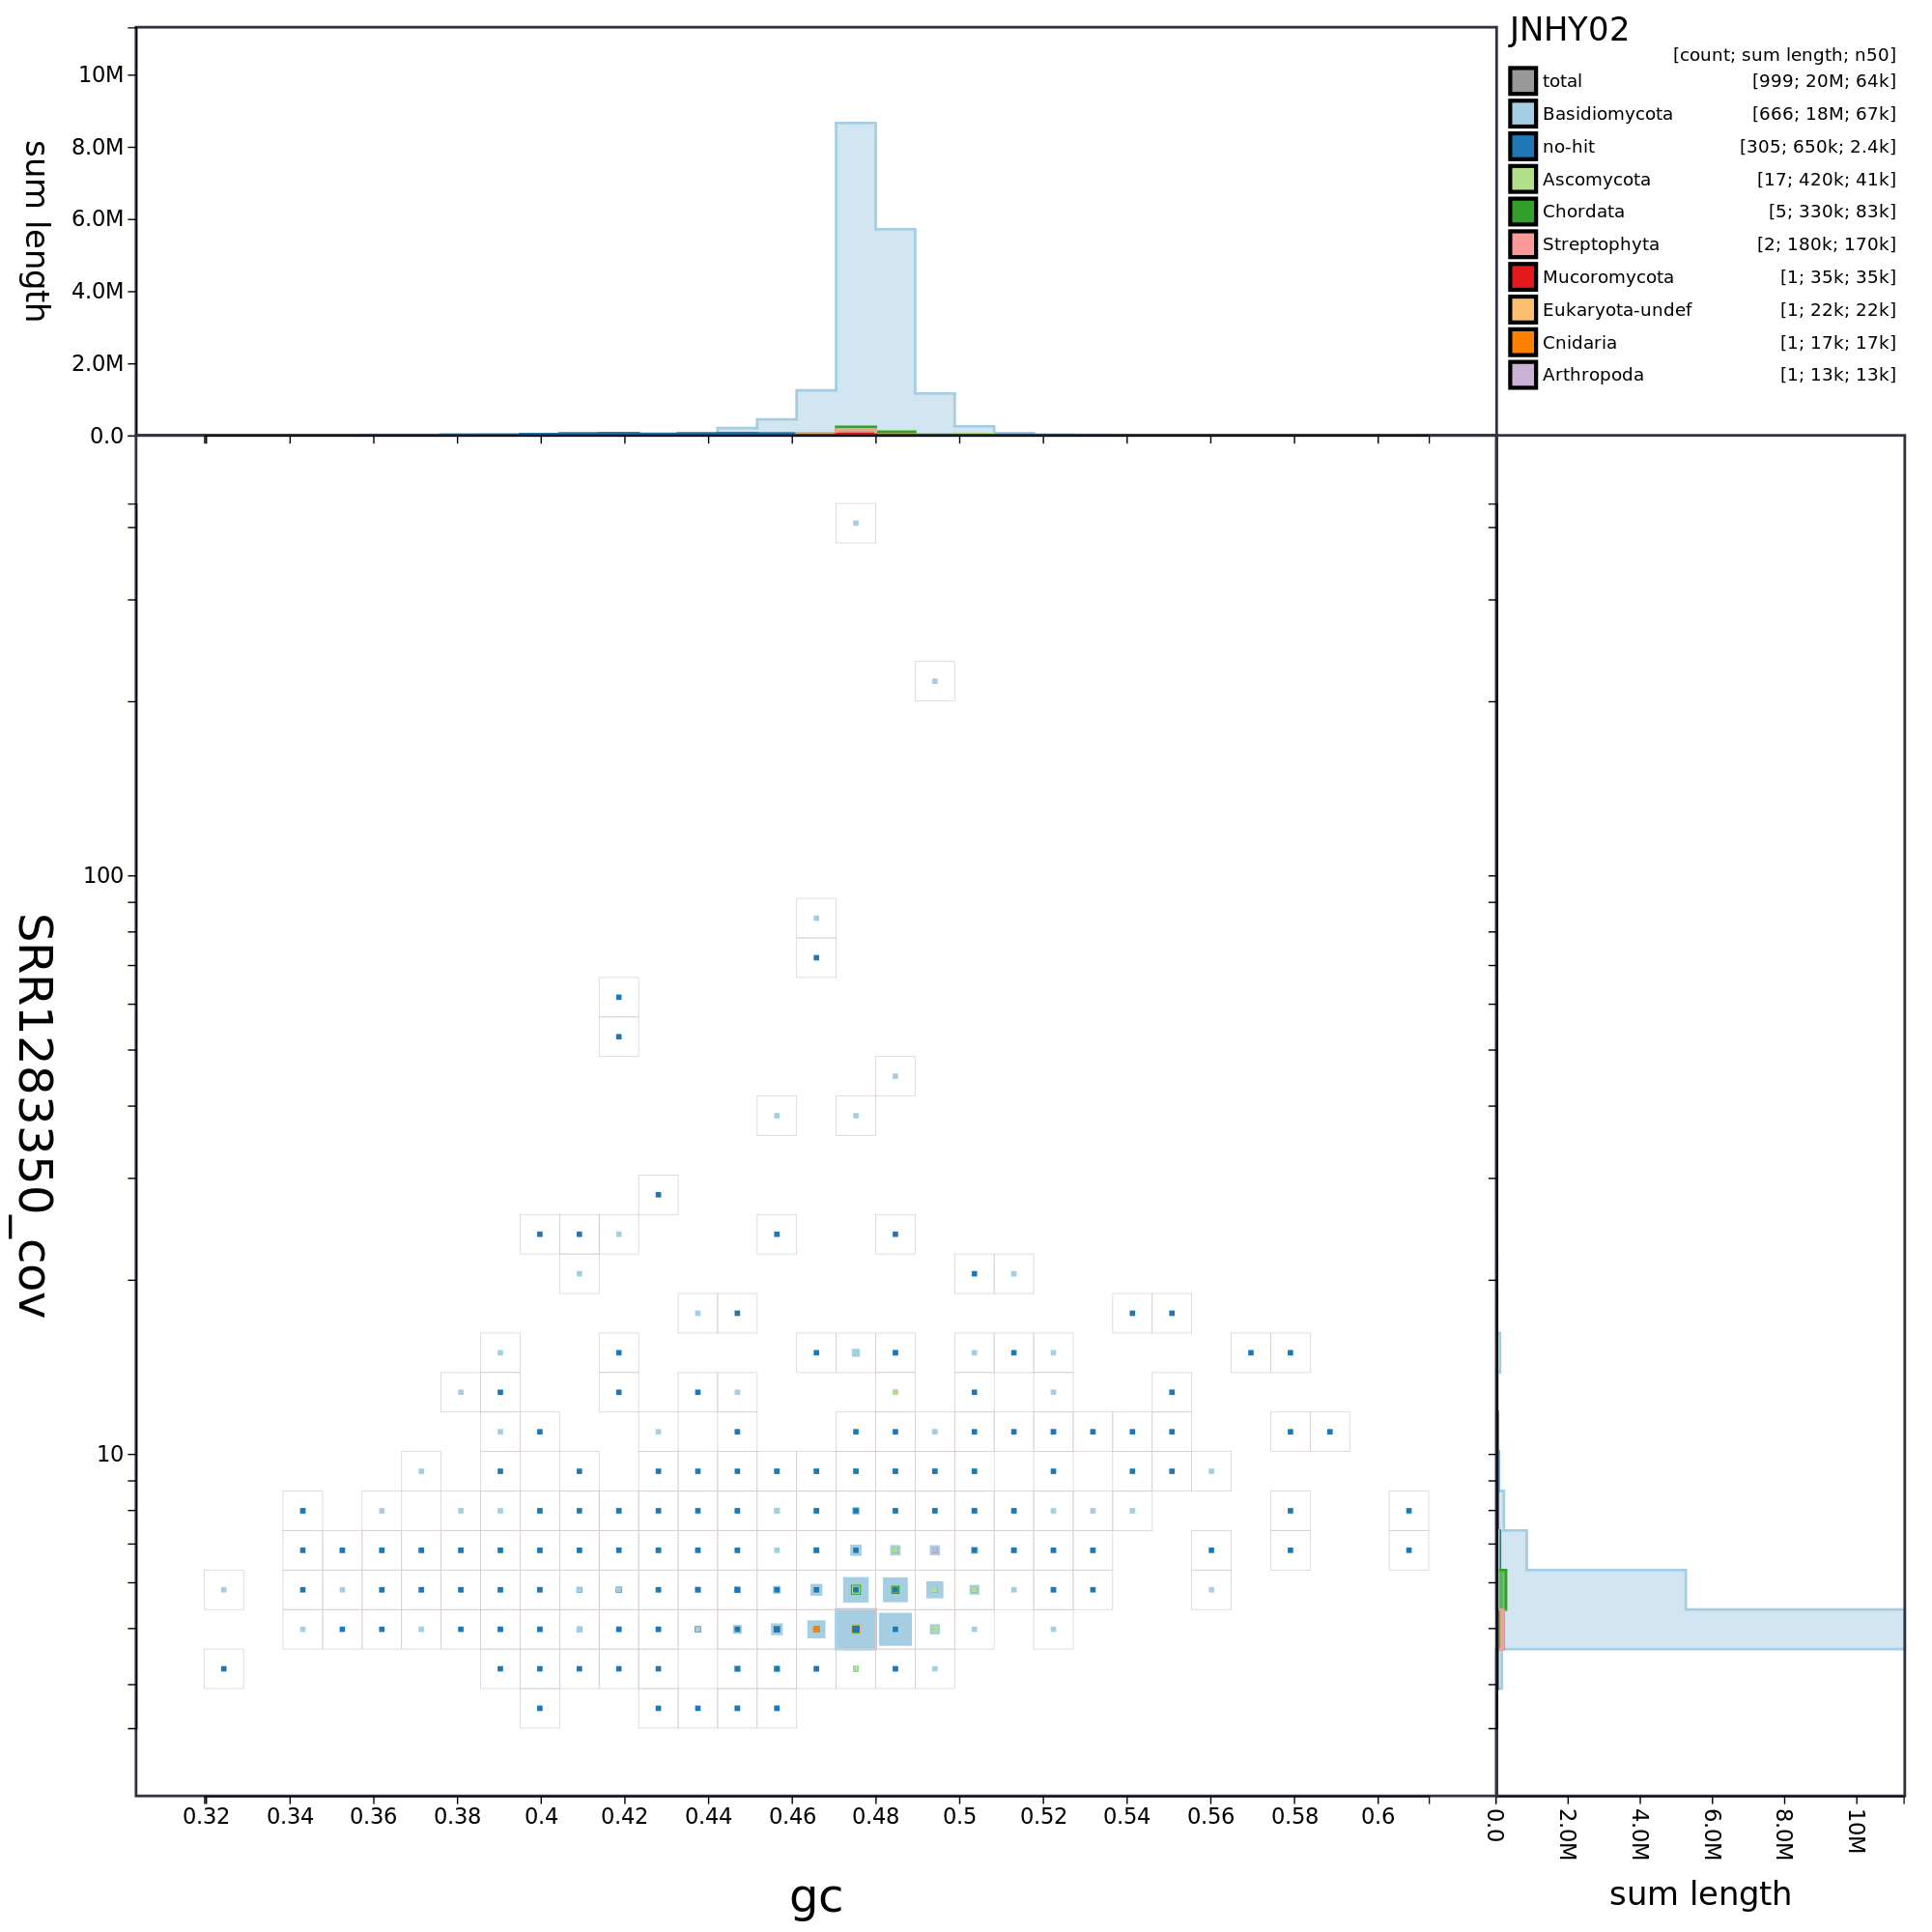 JNHY02
[count; sum length; n50]
total [999; 20M; 64k]
Basidiomycota [666; 18M; 67k]
no-hit [305; 650k; 2.4k]
Ascomycota [17; 420k; 41k]
Chordata [5; 330k; 83k]
Streptophyta [2; 180k; 170k]
Mucoromycota [1; 35k; 35k]
Eukaryota-undef [1; 22k; 22k]
Cnidaria [1; 17k; 17k]
Arthropoda [1; 13k; 13k]
sum length
10M
8.0M
6.0M
4.0M
2.0M
0.0
SRR1283350_cov
100
10
0.32 0.34 0.36 0.38 0.4 0.42 0.44 0.46 0.48 0.5 0.52 0.54 0.56 0.58 0.6
gc
0.0 2.0M 4.0M 6.0M 8.0M 10M
sum length